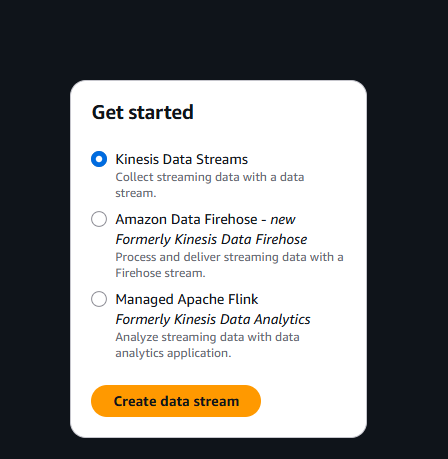 Get started
Kinesis Data Streams
Collect streaming data with a data
stream.
Amazon Data Firehose - new
Formerly Kinesis Data Firehose
Process and deliver streaming data with a
Firehose stream.
Managed Apache Flink
Formerly Kinesis Data Analytics
Analyze streaming data with data
analytics application.
Create data stream